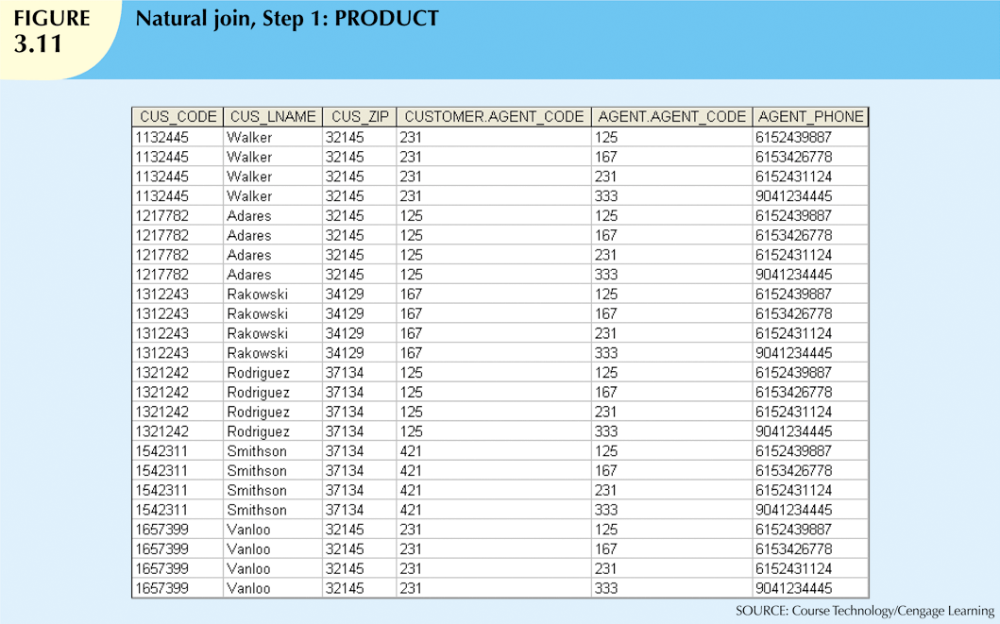 FIGURE
3.11
Natural join, Step 1: PRODUCT
CUS_CODE CUS_LNAME CUS_ZIP CUSTOMER.AGENT_CODE AGENT.AGENT_CODE AGENT_PHONE
1132445 Walker 32145 231 125 6152439887
1132445 Walker 32145 231 167 6153426778
1132445 Walker 32145 231 231 6152431124
1132445 Walker 32145 231 333 9041234445
1217782 Adares 32145 125 125 6152439887
1217782 Adares 32145 125 167 6153426778
1217782 Adares 32145 125 231 6152431124
1217782 Adares 32145 125 333 9041234445
1312243 Rakowski 34129 167 125 6152439887
1312243 Rakowski 34129 167 167 6153426778
1312243 Rakowski 34129 167 231 6152431124
1312243 Rakowski 34129 167 333 9041234445
1321242 Rodriguez 37134 125 125 6152439887
1321242 Rodriguez 37134 125 167 6153426778
1321242 Rodriguez 37134 125 231 6152431124
1321242 Rodriguez 37134 125 333 9041234445
1542311 Smithson 37134 421 125 6152439887
1542311 Smithson 37134 421 167 6153426778
1542311 Smithson 37134 421 231 6152431124
1542311 Smithson 37134 421 333 9041234445
1657399 Vanloo 32145 231 125 6152439887
1657399 Vanloo 32145 231 167 6153426778
1657399 Vanloo 32145 231 231 6152431124
1657399 Vanloo 32145 231 333 9041234445
SOURCE: Course Technology/Cengage Learning